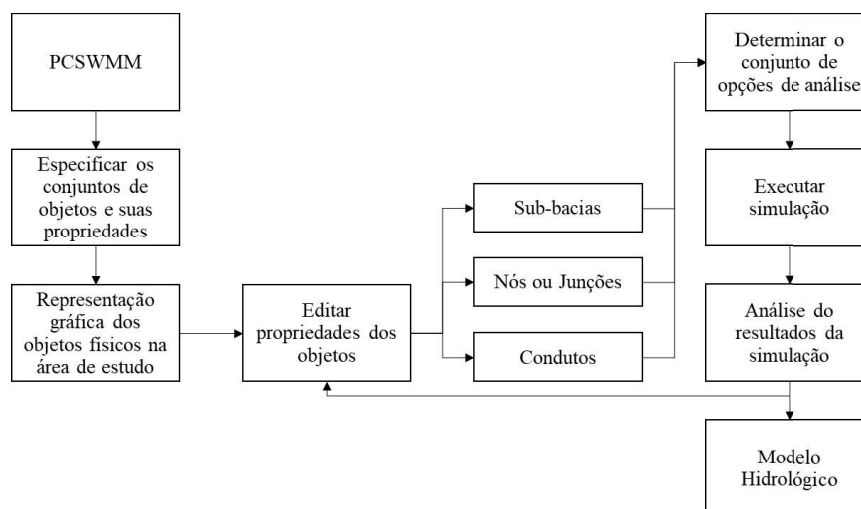 PCSWMM
Especificar os
conjuntos de
objetos e suas
propriedades
Representação
gráfica dos
objetos físicos na
área de estudo
Editar
propriedades dos
objetos
Sub-bacias
Nós ou Junções
Condutos
Determinar o
conjunto de
opções de análise
Executar
simulação
Análise do
resultados da
simulação
Modelo
Hidrológico